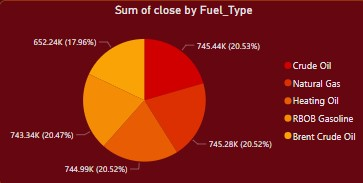 Sum of close by Fuel_Type
652.24K (17.96%)
745.44K (20.53%)
743.34K (20.47%)
745.28K (20.52%)
744.99K (20.52%)
Crude Oil
Natural Gas
Heating Oil
RBOB Gasoline
Brent Crude Oil